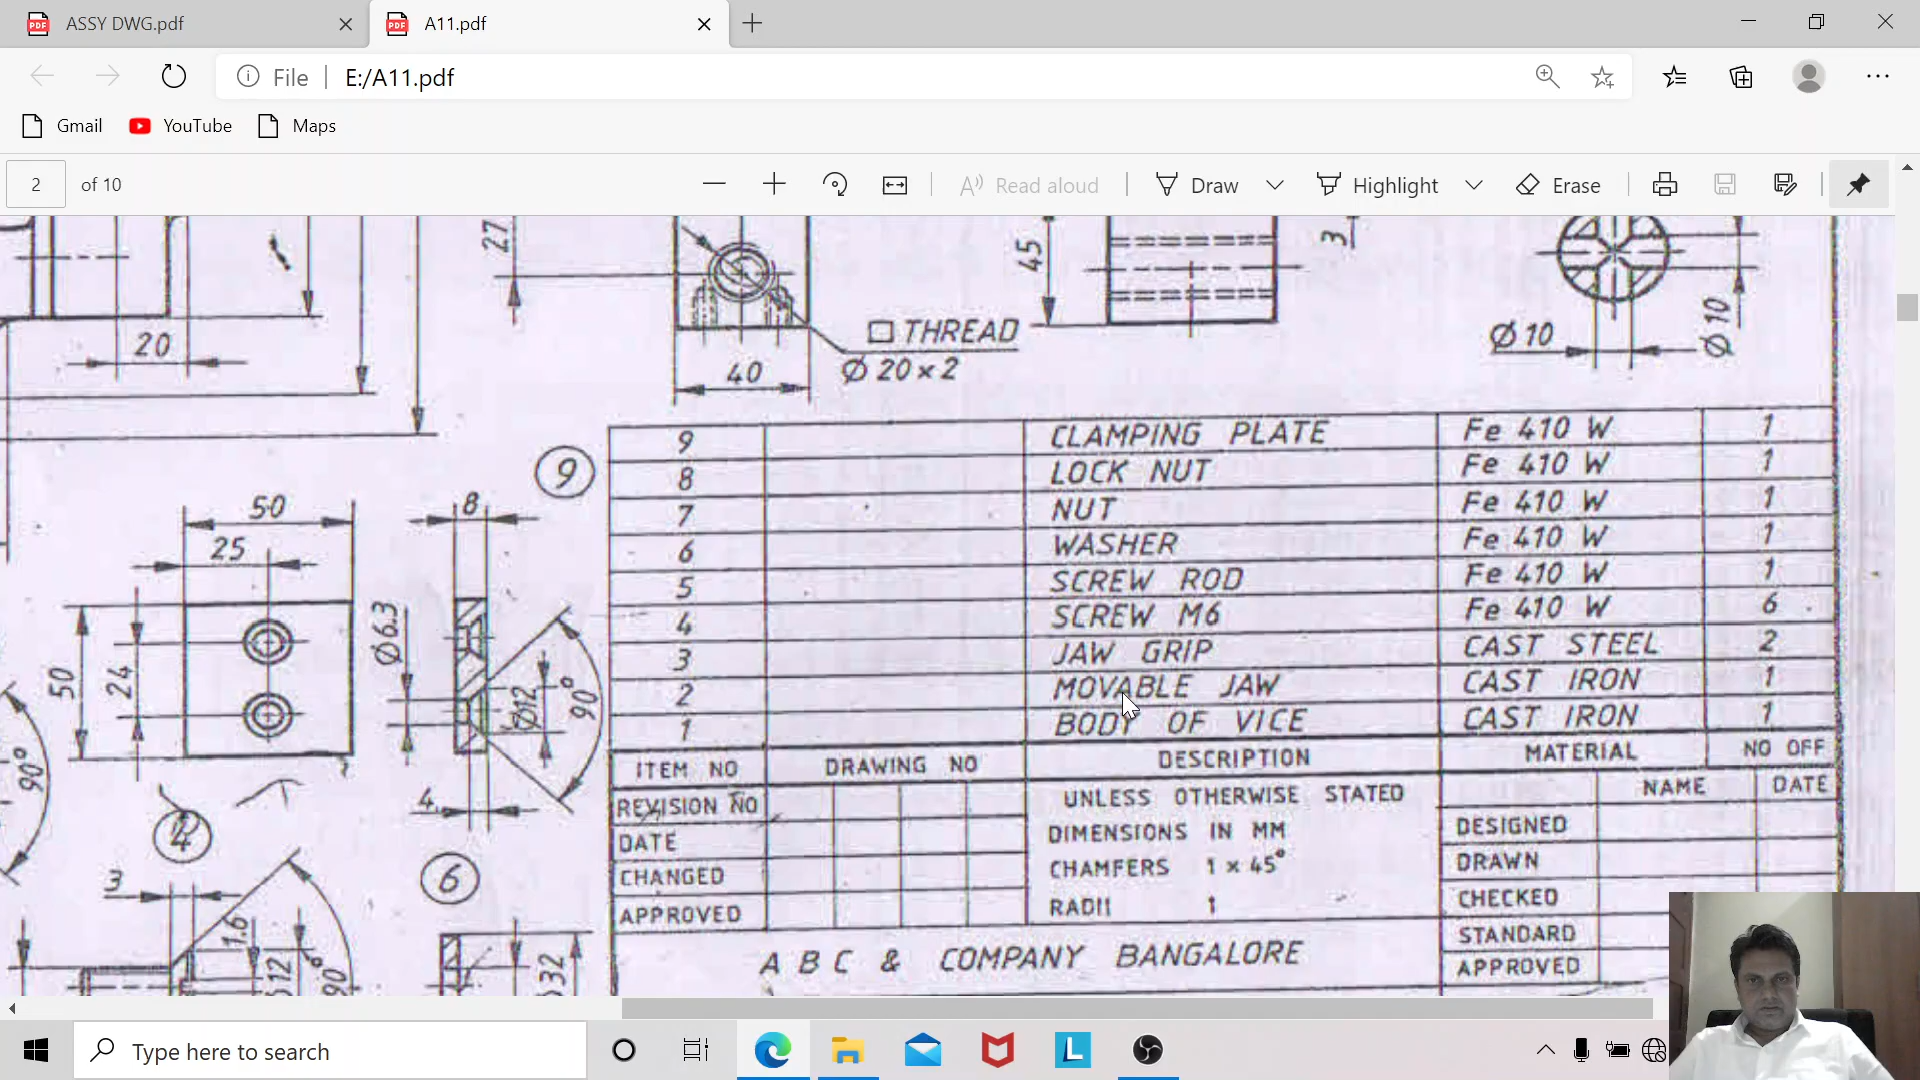 ASSY DWG.pdf
A11.pdf
File
E:/A11.pdf
Gmail
YouTube
Maps
2 of 10
Read aloud
Draw
Highlight
Erase
27
20
45
3
□ THREAD
Ø 20 x 2
40
Ø 10
Ø 10
9 CLAMPING PLATE Fe 410 W 1
8 LOCK NUT Fe 410 W 1
7 NUT Fe 410 W 1
6 WASHER Fe 410 W 1
5 SCREW ROD Fe 410 W 1
4 SCREW M6 Fe 410 W 6
3 JAW GRIP CAST STEEL 2
2 MOVABLE JAW CAST IRON 1
1 BODY OF VICE CAST IRON 1
ITEM NO DRAWING NO DESCRIPTION MATERIAL NO OFF
REVISION NO
DATE
CHANGED
APPROVED
UNLESS OTHERWISE STATED
DIMENSIONS IN MM
CHAMFERS 1 x 45°
RADII 1
NAME DATE
DESIGNED
DRAWN
CHECKED
STANDARD
APPROVED
A B C & COMPANY BANGALORE
9
50
25
8
50
24
Ø6.3
Ø12
90°
4
90°
4
6
3
1.6
12
90
32
Type here to search